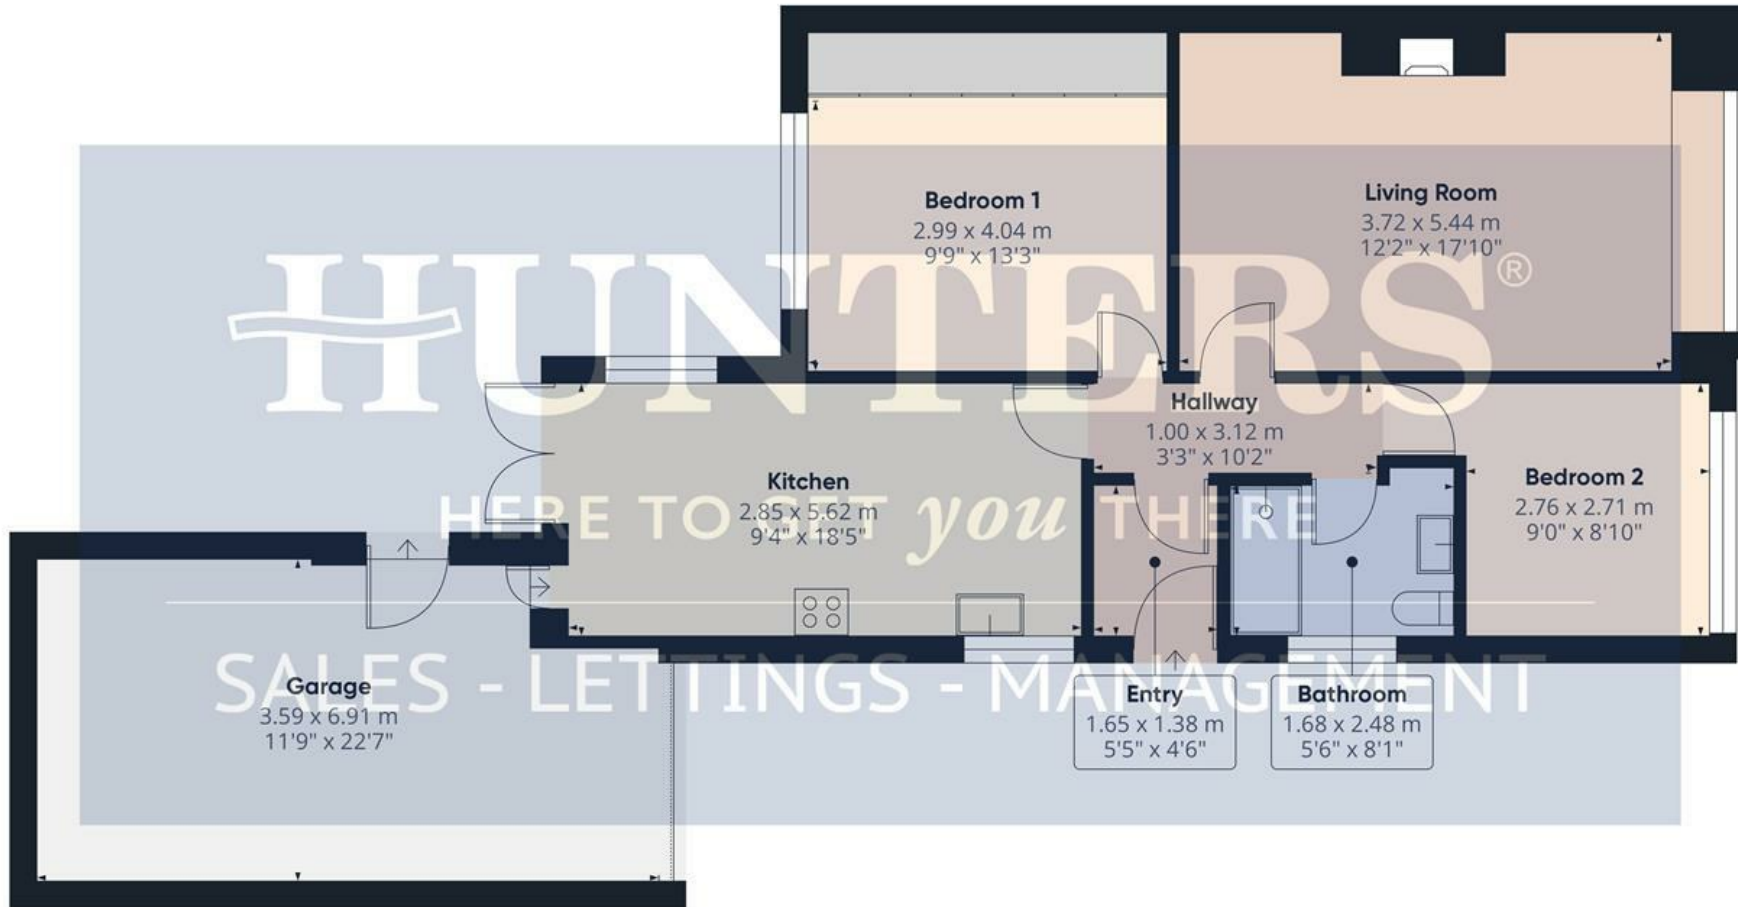 Bedroom 1
2.99 x 4.04 m
9'9" x 13'3"
Living Room
3.72 x 5.44 m
12'2" x 17'10"
HUNTERS®
Hallway
1.00 x 3.12 m
3'3" x 10'2"
Kitchen
2.85 x 5.62 m
9'4" x 18'5"
Bedroom 2
2.76 x 2.71 m
9'0" x 8'10"
HERE TO GET you THERE
SALES - LETTINGS - MANAGEMENT
Garage
3.59 x 6.91 m
11'9" x 22'7"
Entry
1.65 x 1.38 m
5'5" x 4'6"
Bathroom
1.68 x 2.48 m
5'6" x 8'1"